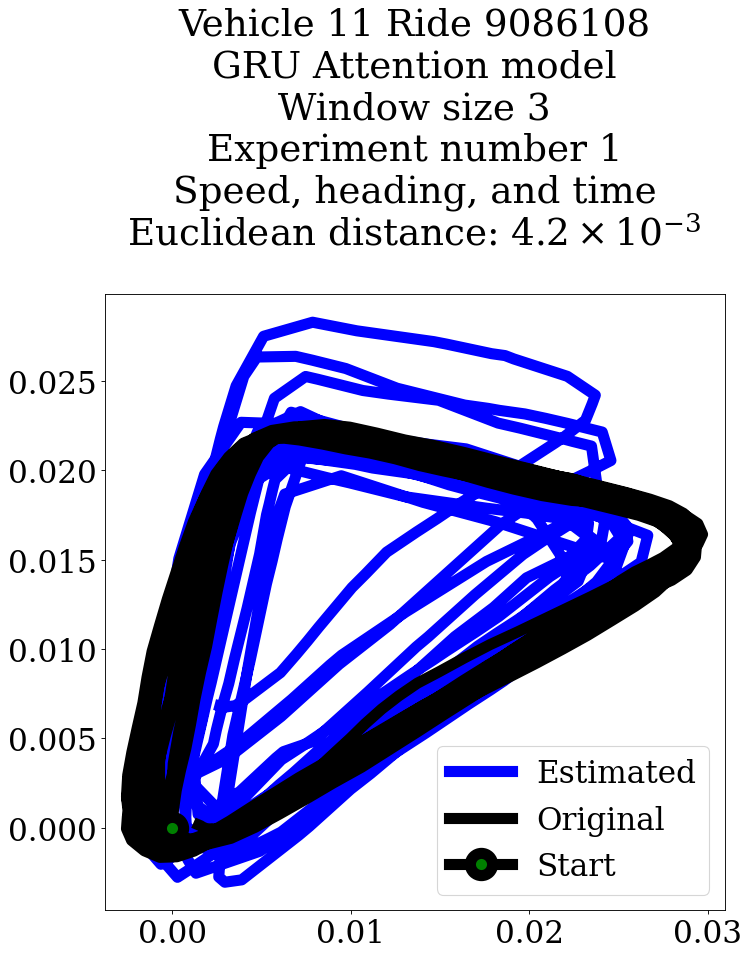 Vehicle 11 Ride 9086108
GRU Attention model
Window size 3
Experiment number 1
Speed, heading, and time
Euclidean distance: 4.2 × 10⁻³
0.025
0.020
0.015
0.010
0.005
0.000
Estimated
Original
Start
0.00 0.01 0.02 0.03